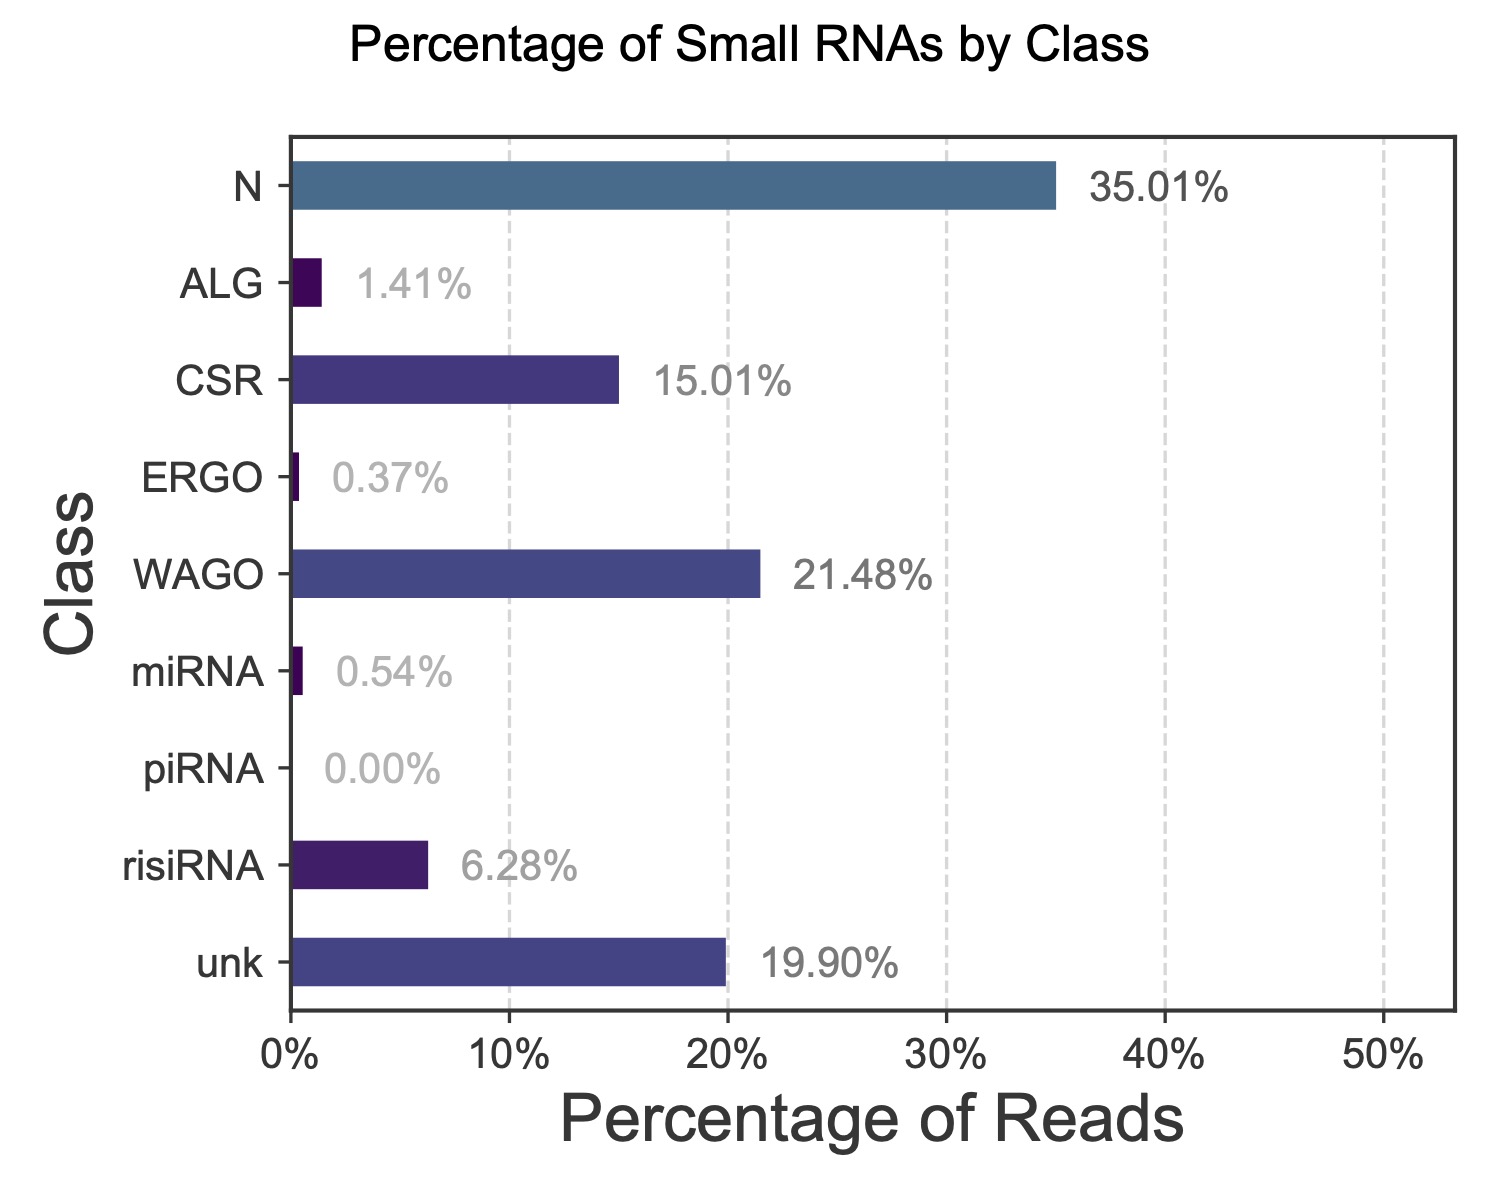 Percentage of Small RNAs by Class
N 35.01%
ALG 1.41%
CSR 15.01%
ERGO 0.37%
WAGO 21.48%
miRNA 0.54%
piRNA 0.00%
risiRNA 6.28%
unk 19.90%
Class
0% 10% 20% 30% 40% 50%
Percentage of Reads